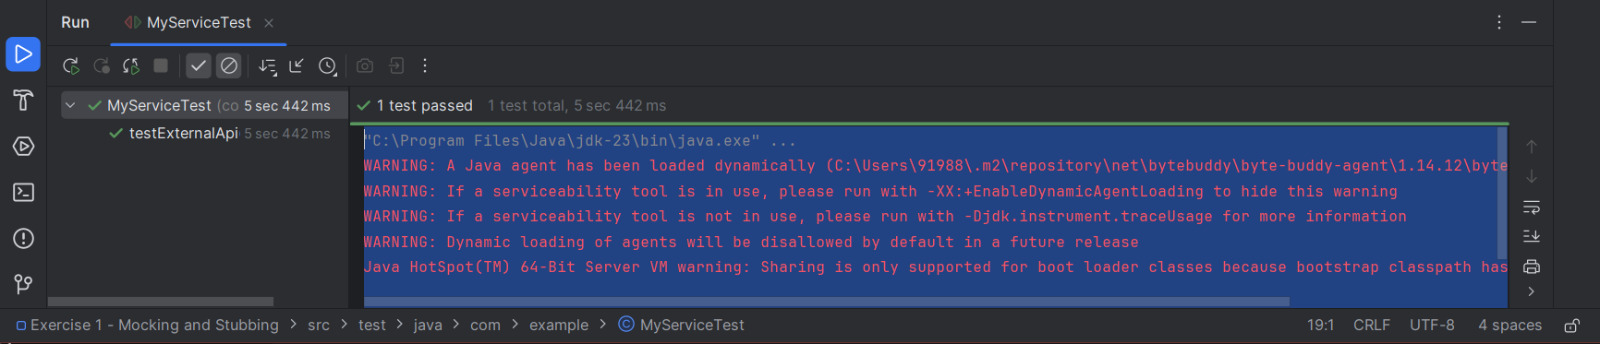 Run MyServiceTest
MyServiceTest (co 5 sec 442 ms
testExternalApi 5 sec 442 ms
1 test passed 1 test total, 5 sec 442 ms
"C:\Program Files\Java\jdk-23\bin\java.exe" ...
WARNING: A Java agent has been loaded dynamically (C:\Users\91988\.m2\repository\net\bytebuddy\byte-buddy-agent\1.14.12\byte
WARNING: If a serviceability tool is in use, please run with -XX:+EnableDynamicAgentLoading to hide this warning
WARNING: If a serviceability tool is not in use, please run with -Djdk.instrument.traceUsage for more information
WARNING: Dynamic loading of agents will be disallowed by default in a future release
Java HotSpot(TM) 64-Bit Server VM warning: Sharing is only supported for boot loader classes because bootstrap classpath has
Exercise 1 - Mocking and Stubbing > src > test > java > com > example > MyServiceTest 19:1 CRLF UTF-8 4 spaces